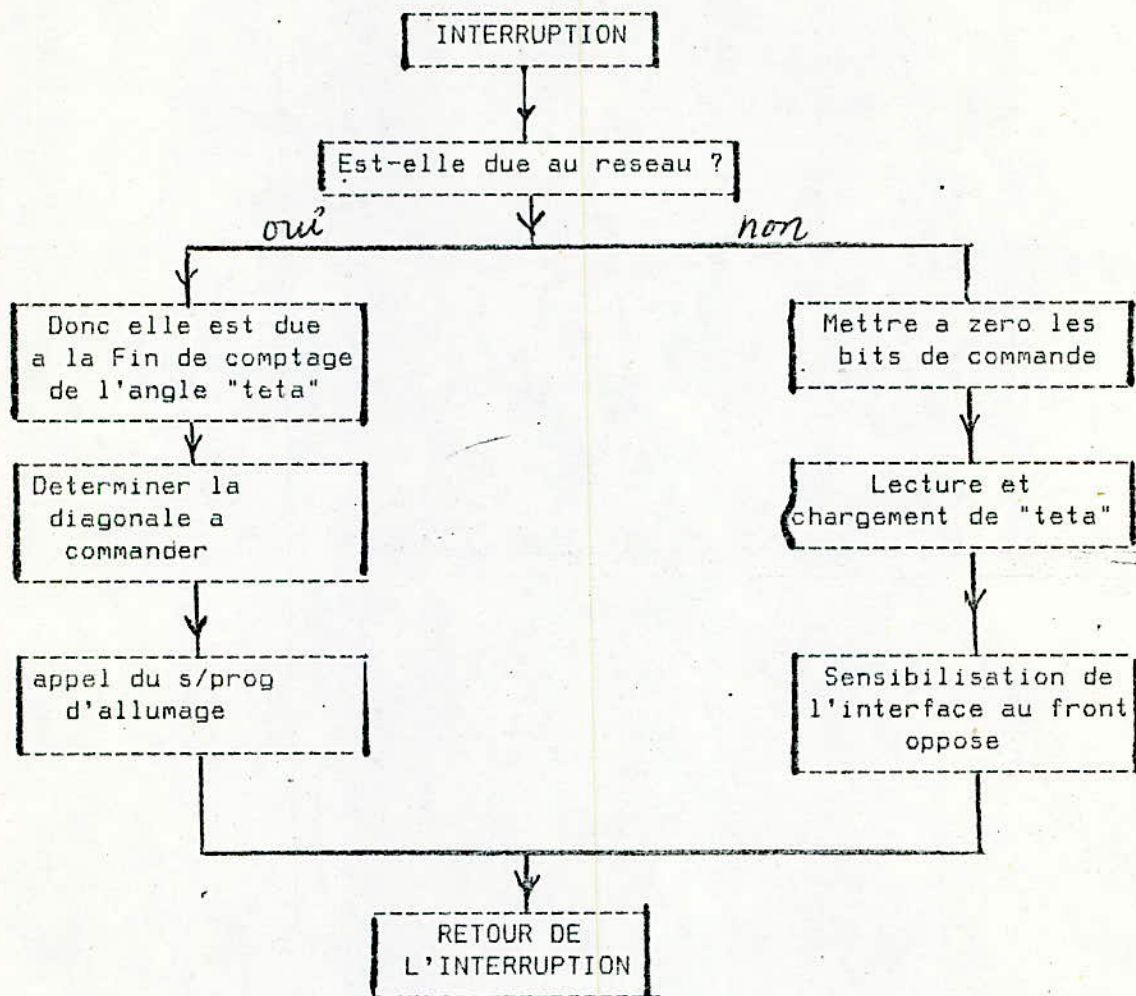 INTERRUPTION
Est-elle due au reseau ?
oui
non
Donc elle est due
a la Fin de comptage
de l'angle "teta"
Mettre a zero les
bits de commande
Determiner la
diagonale a
commander
Lecture et
chargement de "teta"
appel du s/prog
d'allumage
Sensibilisation de
l'interface au front
oppose
RETOUR DE
L'INTERRUPTION